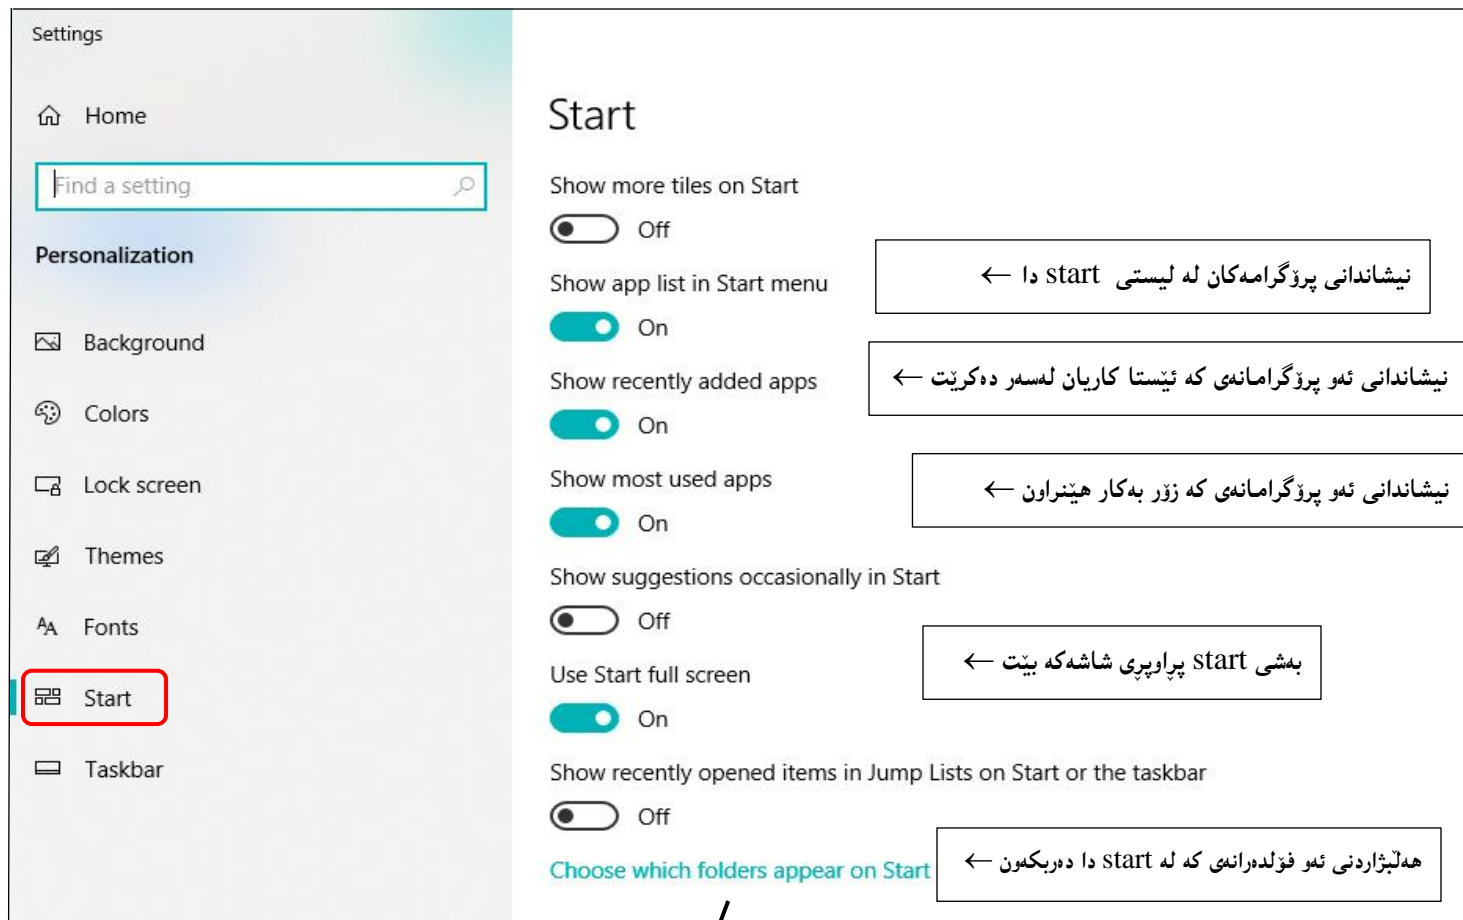 Settings
Home
Find a setting
Personalization
Background
Colors
Lock screen
Themes
Fonts
Start
Taskbar
Start
Show more tiles on Start
Off
Show app list in Start menu
On
نیشاندانی پرۆگرامەکان لە لیستی start دا ←
Show recently added apps
On
نیشاندانی ئەو پرۆگرامانەی کە ئێستا کاریان لەسەر دەکرێت ←
Show most used apps
On
نیشاندانی ئەو پرۆگرامانەی کە زۆر بەکار هێنراون ←
Show suggestions occasionally in Start
Off
Use Start full screen
On
بەشی start پڕاوپڕی شاشەکە بێت ←
Show recently opened items in Jump Lists on Start or the taskbar
Off
Choose which folders appear on Start
هەڵبژاردنی ئەو فۆلدەرانەی کە لە start دا دەربکەون ←